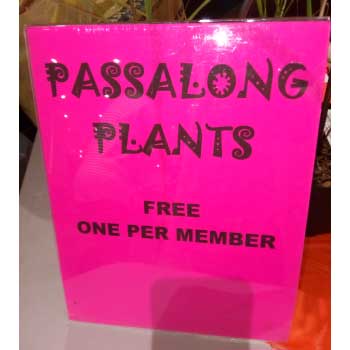 PASSALONG
PLANTS
FREE
ONE PER MEMBER